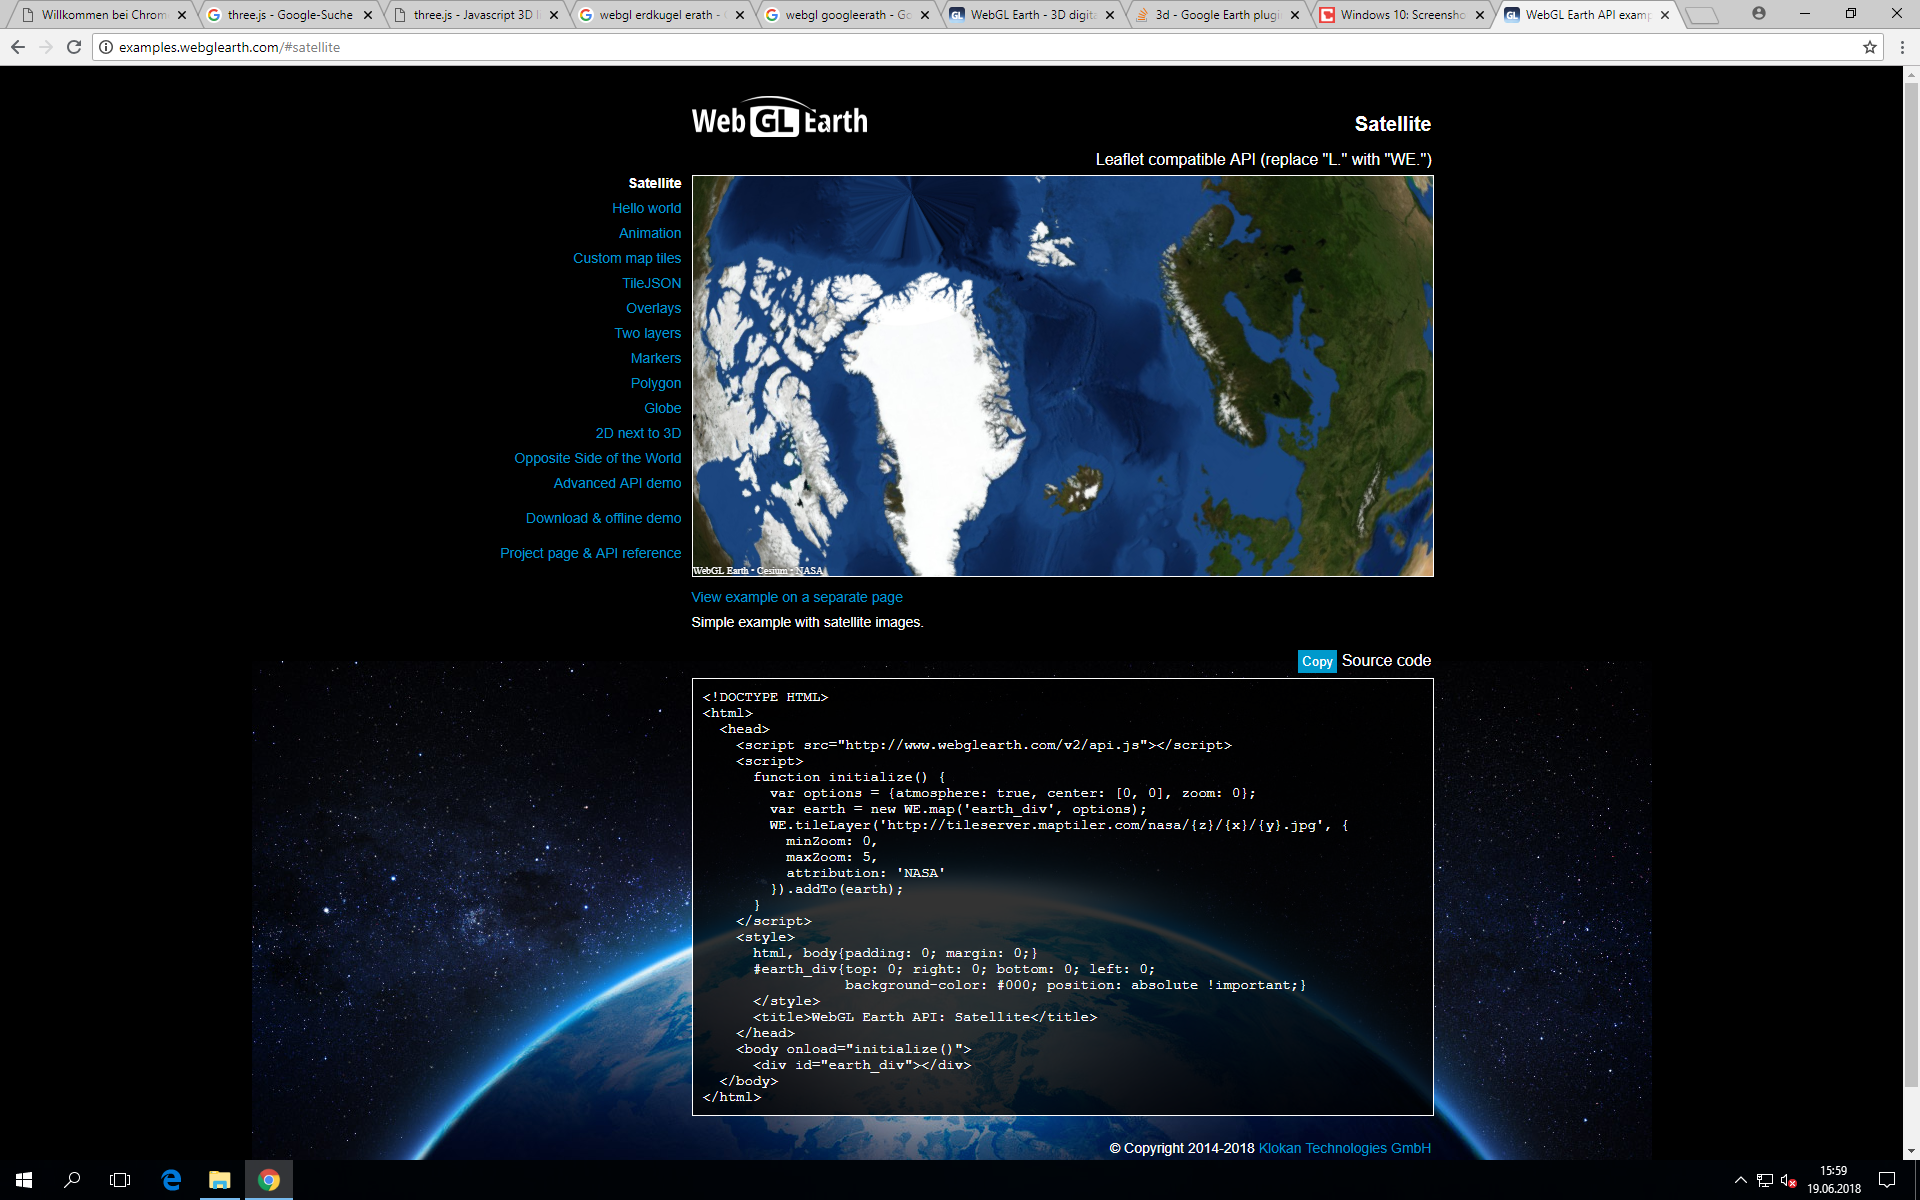 Willkommen bei Chrom
three.js - Google-Suche
three.js - Javascript 3D l
webgl erdkugel erath -
webgl googleerath - Go
WebGL Earth - 3D digita
3d - Google Earth plugi
Windows 10: Screensho
WebGL Earth API examp
examples.webglearth.com/#satellite
Web GL Earth
Satellite
Leaflet compatible API (replace "L." with "WE.")
Satellite
Hello world
Animation
Custom map tiles
TileJSON
Overlays
Two layers
Markers
Polygon
Globe
2D next to 3D
Opposite Side of the World
Advanced API demo
Download & offline demo
Project page & API reference
WebGL Earth • Cesium • NASA
View example on a separate page
Simple example with satellite images.
Copy Source code
<!DOCTYPE HTML>
<html>
  <head>
    <script src="http://www.webglearth.com/v2/api.js"></script>
    <script>
      function initialize() {
        var options = {atmosphere: true, center: [0, 0], zoom: 0};
        var earth = new WE.map('earth_div', options);
        WE.tileLayer('http://tileserver.maptiler.com/nasa/{z}/{x}/{y}.jpg', {
          minZoom: 0,
          maxZoom: 5,
          attribution: 'NASA'
        }).addTo(earth);
      }
    </script>
    <style>
      html, body{padding: 0; margin: 0;}
      #earth_div{top: 0; right: 0; bottom: 0; left: 0;
                 background-color: #000; position: absolute !important;}
      </style>
      <title>WebGL Earth API: Satellite</title>
    </head>
    <body onload="initialize()">
      <div id="earth_div"></div>
  </body>
</html>
© Copyright 2014-2018 Klokan Technologies GmbH
15:59
19.06.2018